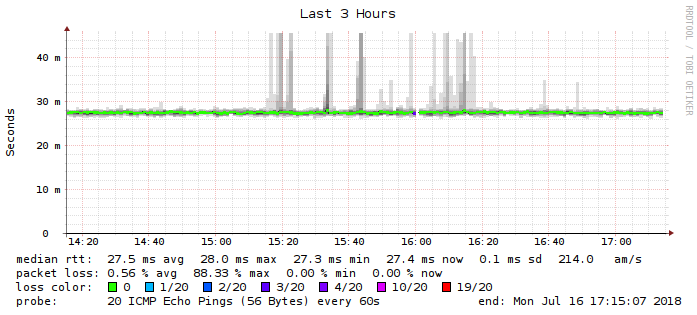 Last 3 Hours
RRDTOOL / TOBI OETIKER
Seconds
40 m
30 m
20 m
10 m
0
14:20 14:40 15:00 15:20 15:40 16:00 16:20 16:40 17:00
median rtt: 27.5 ms avg 28.0 ms max 27.3 ms min 27.4 ms now 0.1 ms sd 214.0 am/s
packet loss: 0.56 % avg 88.33 % max 0.00 % min 0.00 % now
loss color: 0 1/20 2/20 3/20 4/20 10/20 19/20
probe: 20 ICMP Echo Pings (56 Bytes) every 60s end: Mon Jul 16 17:15:07 2018